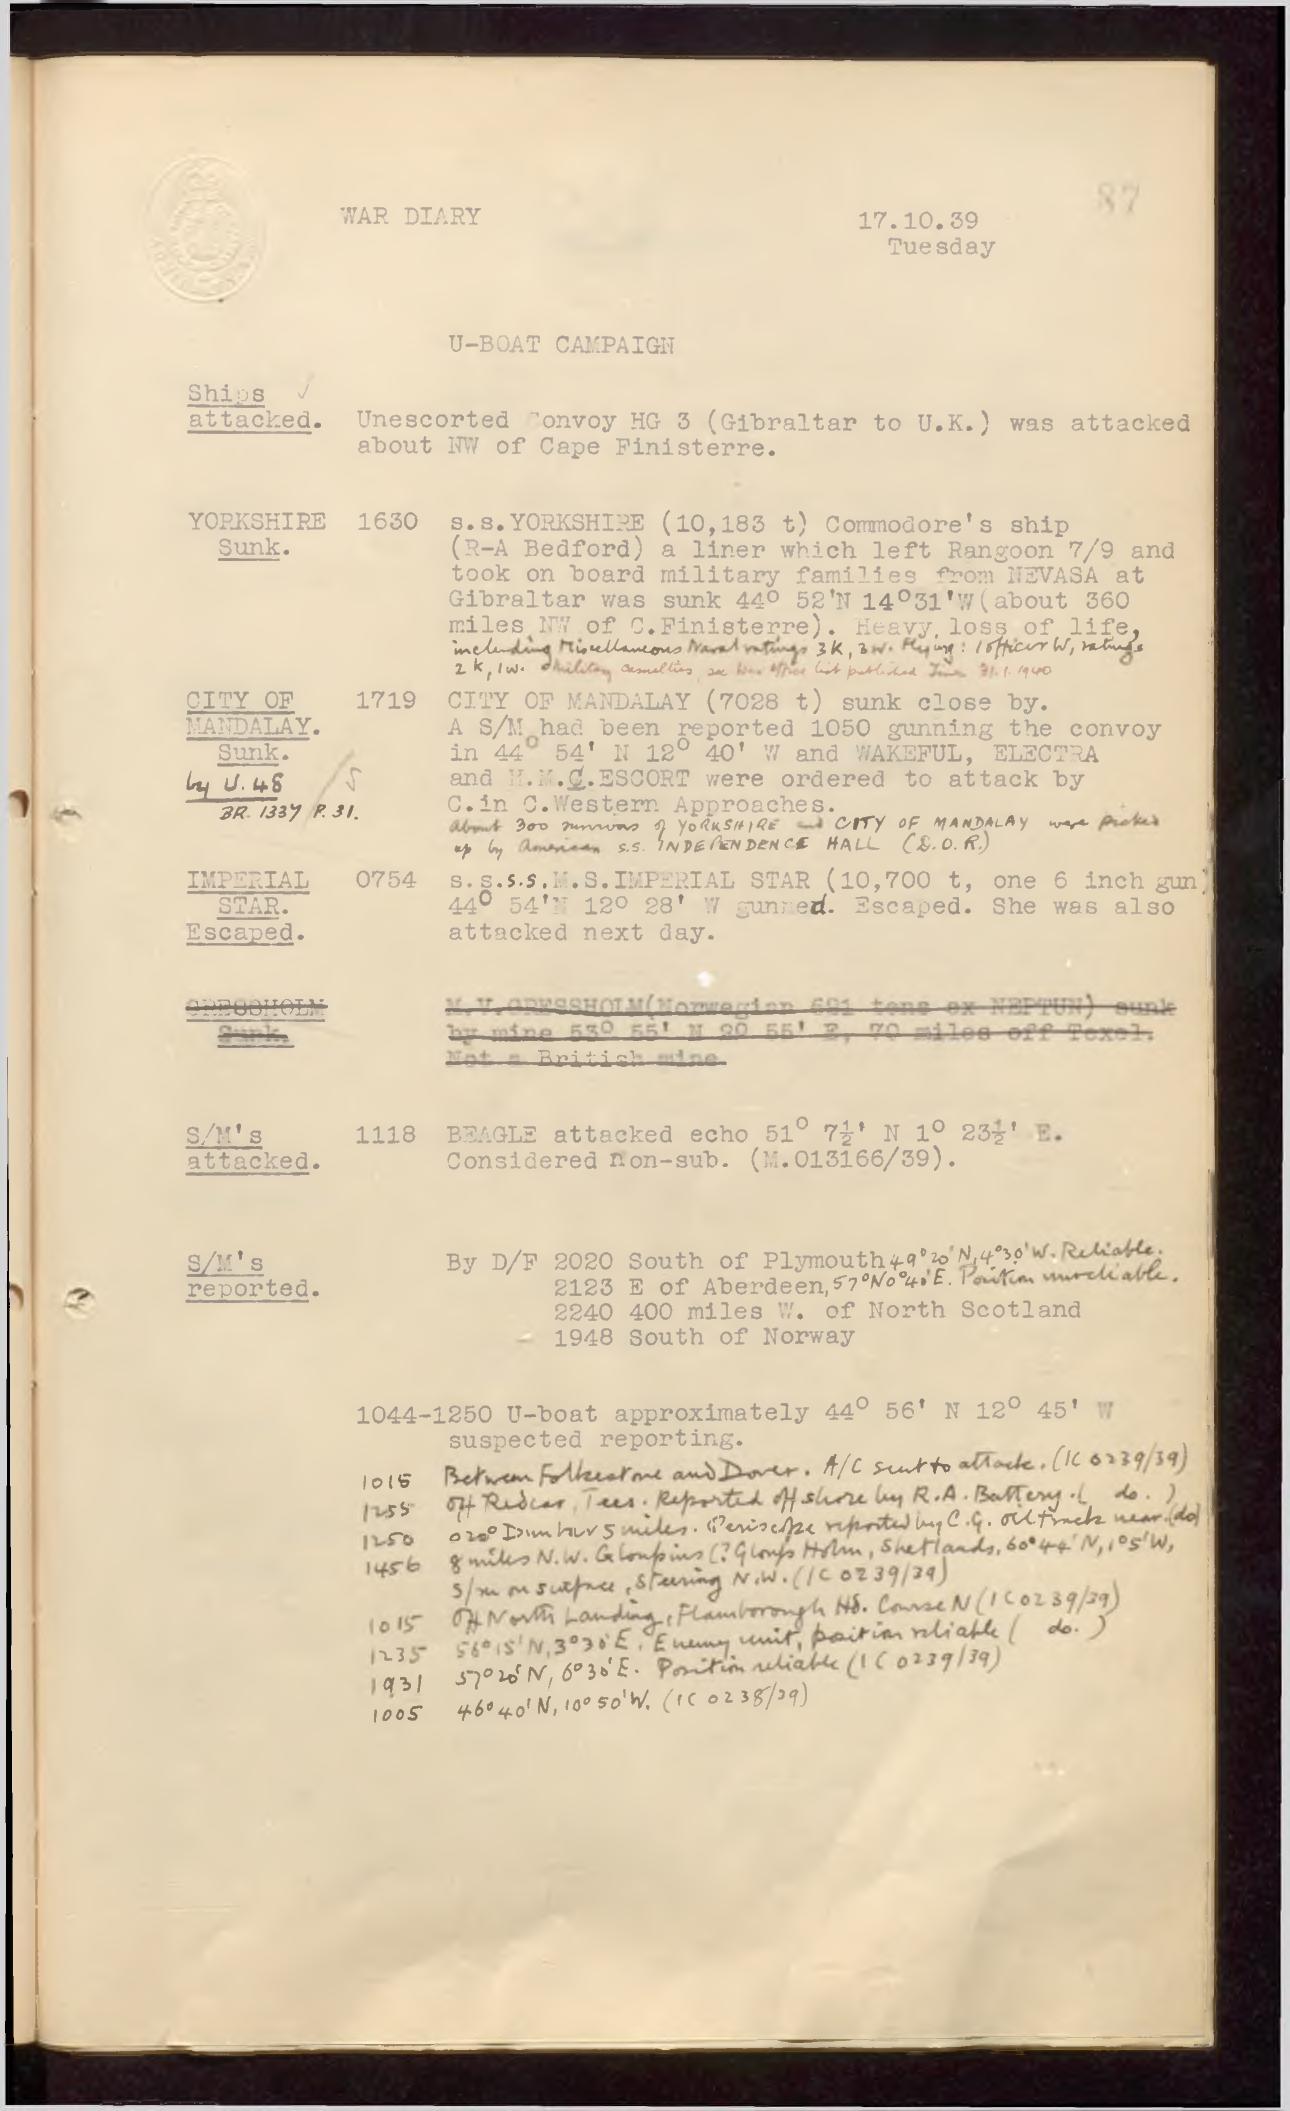 87
WAR DIARY
17.10.39
Tuesday
U-BOAT CAMPAIGN
Ships ✓
attacked. Unescorted Convoy HG 3 (Gibraltar to U.K.) was attacked
about NW of Cape Finisterre.
YORKSHIRE 1630 s.s.YORKSHIRE (10,183 t) Commodore's ship
Sunk. (R-A Bedford) a liner which left Rangoon 7/9 and
took on board military families from NEVASA at
Gibraltar was sunk 44° 52'N 14°31'W (about 360
miles NW of C.Finisterre). Heavy loss of life,
including Miscellaneous Naval ratings 3 K, 3 W. : 1 officer W, ratings
2 K, 1 W. Military casualties, see War Office list published Times 31.1.1940
CITY OF 1719 CITY OF MANDALAY (7028 t) sunk close by.
MANDALAY. A S/M had been reported 1050 gunning the convoy
Sunk. in 44° 54' N 12° 40' W and WAKEFUL, ELECTRA
by U.48 and H.M.S.ESCORT were ordered to attack by
C.in C.Western Approaches.
BR. 1337 P. 31.
About 300 survivors of YORKSHIRE and CITY OF MANDALAY were picked
up by American s.s. INDEPENDENCE HALL (D.O.R.)
IMPERIAL 0754 s.s.s.s.M.S.IMPERIAL STAR (10,700 t, one 6 inch gun)
STAR. 44° 54'N 12° 28' W gunned. Escaped. She was also
Escaped. attacked next day.
GRESSHOLM M.V.GRESSHOLM(Norwegian 621 tons ex NEPTUN) sunk
Sunk. by mine 53° 55' N 2° 55' E, 70 miles off Texel.
Not a British mine
S/M's 1118 BEAGLE attacked echo 51° 7½' N 1° 23½' E.
attacked. Considered non-sub. (M.013166/39).
S/M's By D/F 2020 South of Plymouth 49°20'N, 4°30'W. Reliable.
reported. 2123 E of Aberdeen, 57°N 0°40'E. Position unreliable.
2240 400 miles W. of North Scotland
1948 South of Norway
1044-1250 U-boat approximately 44° 56' N 12° 45' W
suspected reporting.
1015 Between Folkestone and Dover. A/C sent to attack. (IC 0239/39)
1255 Off Redcar, Tees. Reported off shore by R.A. Battery. ( do. )
1250 020° Dunbar 5 miles. Periscope reported by C.G. oil track near. (do)
1456 8 miles N.W. Gloupins (? Gloup Holm, Shetlands, 60°44'N, 1°5'W,
S/m on surface, steering N.W. (IC 0239/39)
1015 Off North Landing, Flamborough Hd. Course N (IC 0239/39)
1235 56°15'N, 3°30'E. Enemy unit, position reliable ( do. )
1931 57°20'N, 6°30'E. Position reliable (IC 0239/39)
1005 46°40'N, 10°50'W. (IC 0238/39)